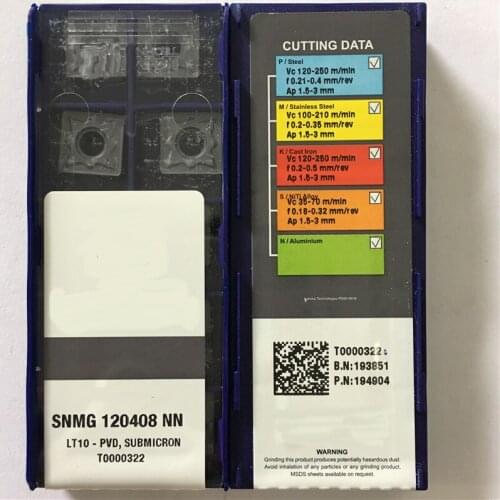 SNMG 120408 NN
LT10 - PVD, SUBMICRON
T0000322
CUTTING DATA
P / Steel
Vc 120-250 m/min
f 0.21-0.4 mm/rev
Ap 1.5-3 mm
M / Stainless Steel
Vc 100-210 m/min
f 0.2-0.35 mm/rev
Ap 1.5-3 mm
K / Cast Iron
Vc 120-250 m/min
f 0.2-0.5 mm/rev
Ap 1.5-3 mm
S / NiTi Alloy
Vc 35-70 m/min
f 0.18-0.32 mm/rev
Ap 1.5-3 mm
N / Aluminium
T0000322
B.N:193851
P.N:194904
WARNING
Grinding this product produces potentially hazardous dust.
Avoid inhalation of any particles or any grinding product.
MSDS sheets available on request.